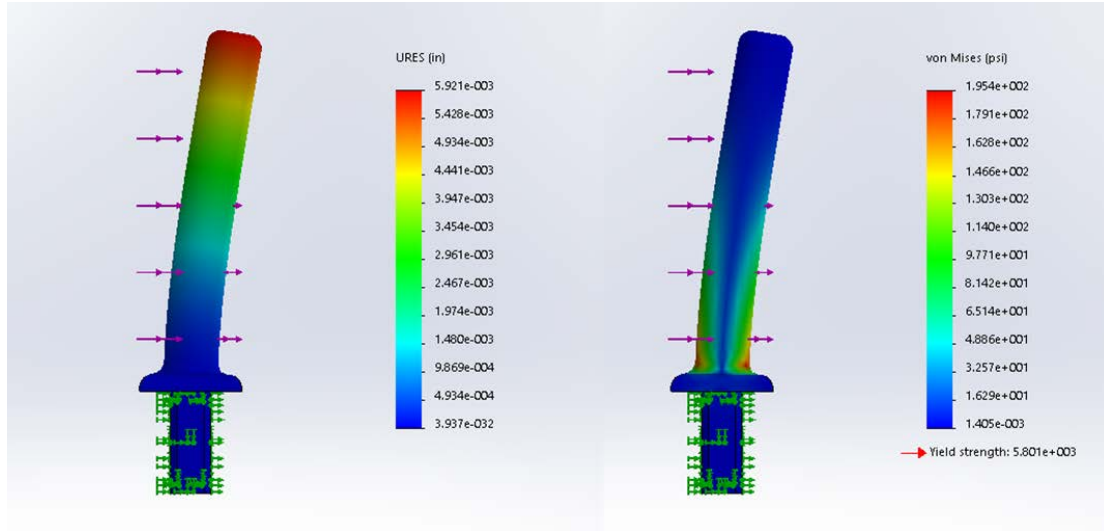 URES (in)
5.921e-003
5.428e-003
4.934e-003
4.441e-003
3.947e-003
3.454e-003
2.961e-003
2.467e-003
1.974e-003
1.480e-003
9.869e-004
4.934e-004
3.937e-032
von Mises (psi)
1.954e+002
1.791e+002
1.628e+002
1.466e+002
1.303e+002
1.140e+002
9.771e+001
8.142e+001
6.514e+001
4.886e+001
3.257e+001
1.629e+001
1.405e-003
Yield strength: 5.801e+003